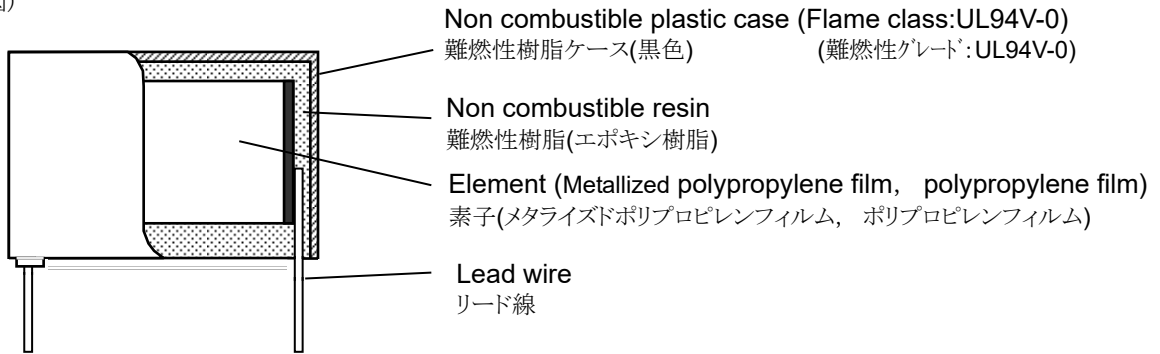 Non combustible plastic case (Flame class:UL94V-0)
難燃性樹脂ケース(黒色) (難燃性グレード:UL94V-0)
Non combustible resin
難燃性樹脂(エポキシ樹脂)
Element (Metallized polypropylene film, polypropylene film)
素子(メタライズドポリプロピレンフィルム, ポリプロピレンフィルム)
Lead wire
リード線